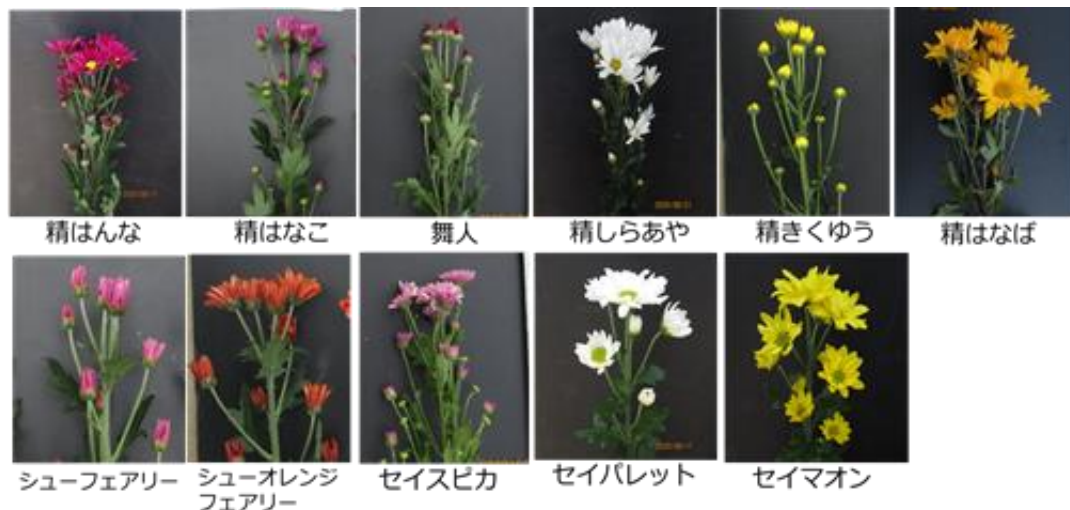 精はんな
精はなこ
舞人
精しらあや
精きくゆう
精はなば
シューフェアリー
シューオレンジ
フェアリー
セイスピカ
セイパレット
セイマオン